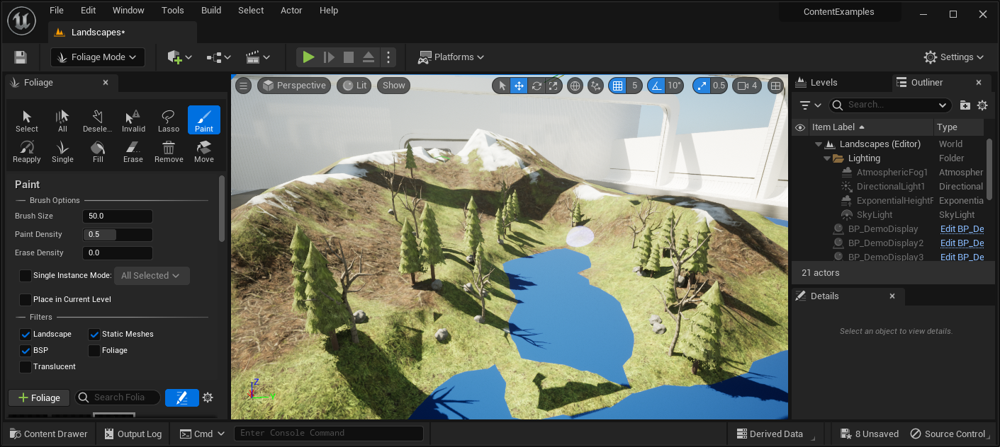 File Edit Window Tools Build Select Actor Help
ContentExamples
Landscapes*
Foliage Mode
Platforms
Settings
Foliage
Select All Desele... Invalid Lasso Paint
Reapply Single Fill Erase Remove Move
Paint
Brush Options
Brush Size 50.0
Paint Density 0.5
Erase Density 0.0
Single Instance Mode: All Selected
Place in Current Level
Filters
Landscape Static Meshes
BSP Foliage
Translucent
+ Foliage Search Folia
Perspective Lit Show 5 10° 0.5 4
Z
X Y
Levels Outliner
Search...
Item Label Type
Landscapes (Editor) World
Lighting Folder
AtmosphericFog1 Atmospher
DirectionalLight1 Directional
ExponentialHeightF Exponentia
SkyLight SkyLight
BP_DemoDisplay Edit BP_De
BP_DemoDisplay2 Edit BP_De
BP_DemoDisplay3 Edit BP_De
21 actors
Details
Select an object to view details.
Content Drawer Output Log Cmd Enter Console Command Derived Data 8 Unsaved Source Control